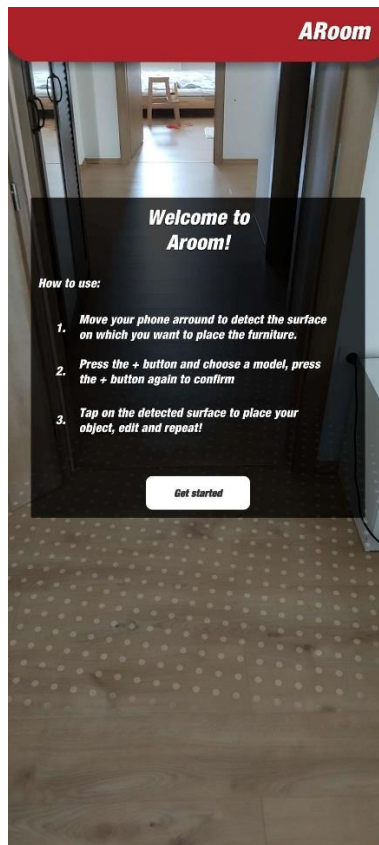 ARoom
Welcome to
Aroom!
How to use:
1. Move your phone arround to detect the surface
on which you want to place the furniture.
2. Press the + button and choose a model, press
the + button again to confirm
3. Tap on the detected surface to place your
object, edit and repeat!
Get started